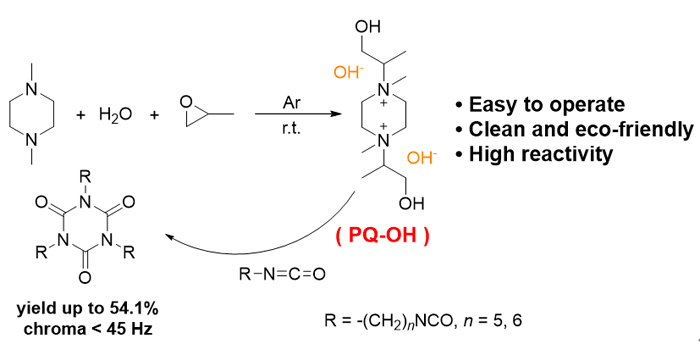 OH
OH-
N
+
N
+
N
+ H2O +
O
Ar
r.t.
N
OH-
OH
( PQ-OH )
• Easy to operate
• Clean and eco-friendly
• High reactivity
R
O N O
R N N R
O
R-N=C=O
yield up to 54.1%
chroma < 45 Hz
R = -(CH2)nNCO, n = 5, 6